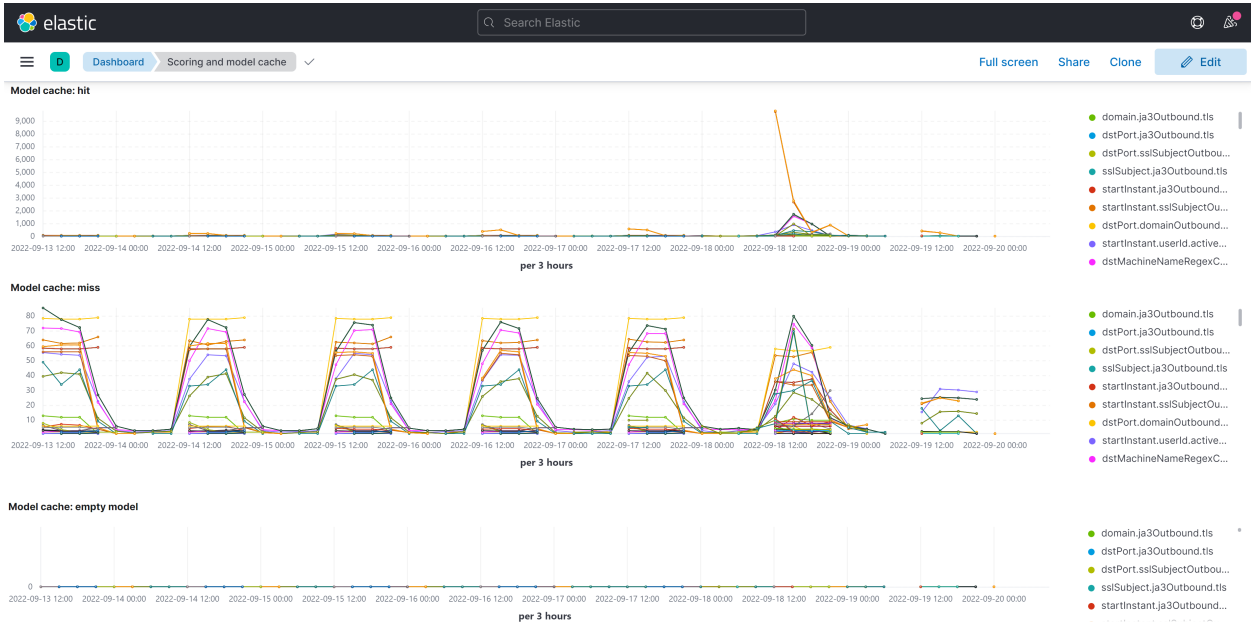 elastic
Search Elastic
D
Dashboard
Scoring and model cache
Full screen
Share
Clone
Edit
Model cache: hit
9,000
8,000
7,000
6,000
5,000
4,000
3,000
2,000
1,000
0
2022-09-13 12:00 2022-09-14 00:00 2022-09-14 12:00 2022-09-15 00:00 2022-09-15 12:00 2022-09-16 00:00 2022-09-16 12:00 2022-09-17 00:00 2022-09-17 12:00 2022-09-18 00:00 2022-09-18 12:00 2022-09-19 00:00 2022-09-19 12:00 2022-09-20 00:00
per 3 hours
domain.ja3Outbound.tls
dstPort.ja3Outbound.tls
dstPort.sslSubjectOutbou...
sslSubject.ja3Outbound.tls
startInstant.ja3Outbound...
startInstant.sslSubjectOu...
dstPort.domainOutbound...
startInstant.userId.active...
dstMachineNameRegexC...
Model cache: miss
80
70
60
50
40
30
20
10
0
2022-09-13 12:00 2022-09-14 00:00 2022-09-14 12:00 2022-09-15 00:00 2022-09-15 12:00 2022-09-16 00:00 2022-09-16 12:00 2022-09-17 00:00 2022-09-17 12:00 2022-09-18 00:00 2022-09-18 12:00 2022-09-19 00:00 2022-09-19 12:00 2022-09-20 00:00
per 3 hours
domain.ja3Outbound.tls
dstPort.ja3Outbound.tls
dstPort.sslSubjectOutbou...
sslSubject.ja3Outbound.tls
startInstant.ja3Outbound...
startInstant.sslSubjectOu...
dstPort.domainOutbound...
startInstant.userId.active...
dstMachineNameRegexC...
Model cache: empty model
0
2022-09-13 12:00 2022-09-14 00:00 2022-09-14 12:00 2022-09-15 00:00 2022-09-15 12:00 2022-09-16 00:00 2022-09-16 12:00 2022-09-17 00:00 2022-09-17 12:00 2022-09-18 00:00 2022-09-18 12:00 2022-09-19 00:00 2022-09-19 12:00 2022-09-20 00:00
per 3 hours
domain.ja3Outbound.tls
dstPort.ja3Outbound.tls
dstPort.sslSubjectOutbou...
sslSubject.ja3Outbound.tls
startInstant.ja3Outbound...